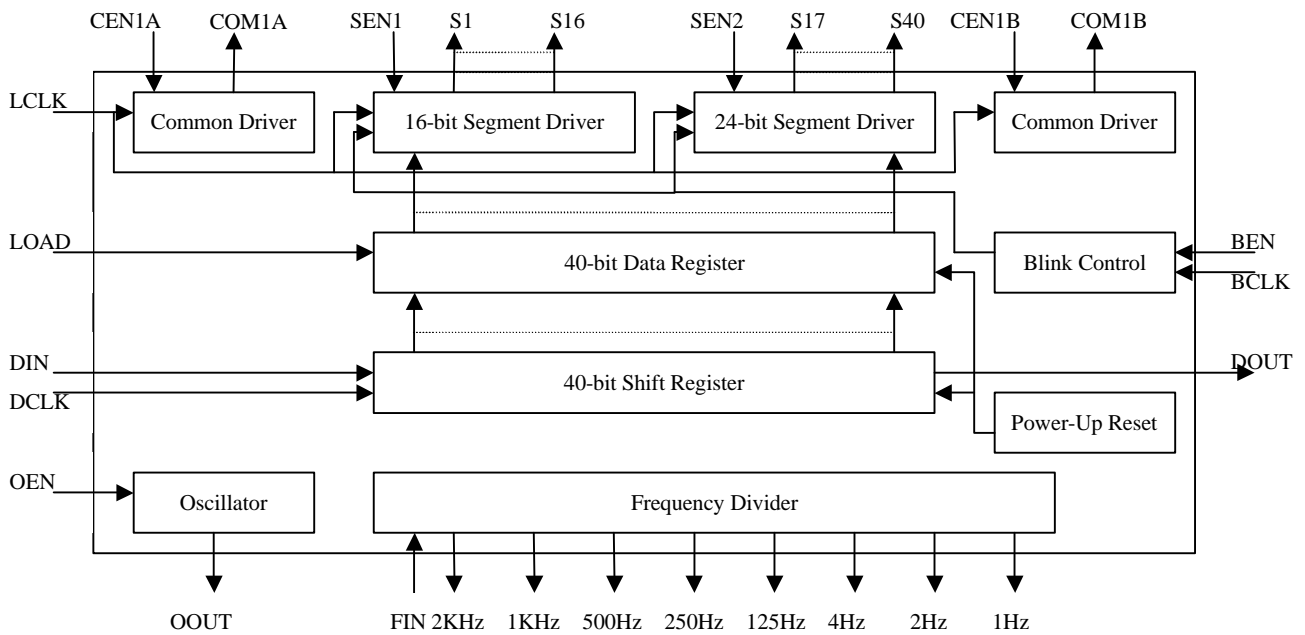 CEN1A COM1A SEN1 S1 S16 SEN2 S17 S40 CEN1B COM1B
LCLK
Common Driver 16-bit Segment Driver 24-bit Segment Driver Common Driver
LOAD
40-bit Data Register
Blink Control
BEN
BCLK
DIN
DCLK
40-bit Shift Register
DOUT
Power-Up Reset
OEN
Oscillator
Frequency Divider
OOUT FIN 2KHz 1KHz 500Hz 250Hz 125Hz 4Hz 2Hz 1Hz